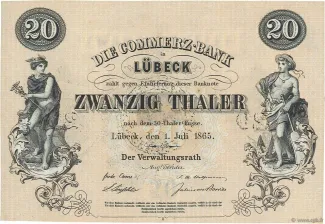 20 20
DIE COMMERZ-BANK
in
LÜBECK
zahlt gegen Einlieferung dieser Banknote
ZWANZIG THALER
nach dem 30-Thaler-Fusse.
Lübeck, den 1. Juli 1865.
Der Verwaltungsrath